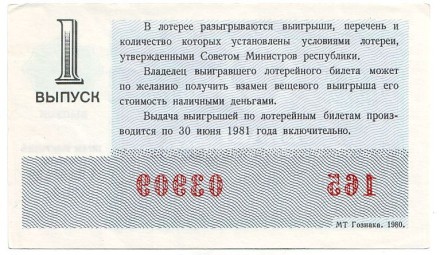 1
ВЫПУСК
В лотерее разыгрываются выигрыши, перечень и
количество которых установлены условиями лотереи,
утвержденными Советом Министров республики.
Владелец выигравшего лотерейного билета может
по желанию получить взамен вещевого выигрыша его
стоимость наличными деньгами.
Выдача выигрышей по лотерейным билетам произ-
водится по 30 июня 1981 года включительно.
03909 165
МТ Гознака. 1980.